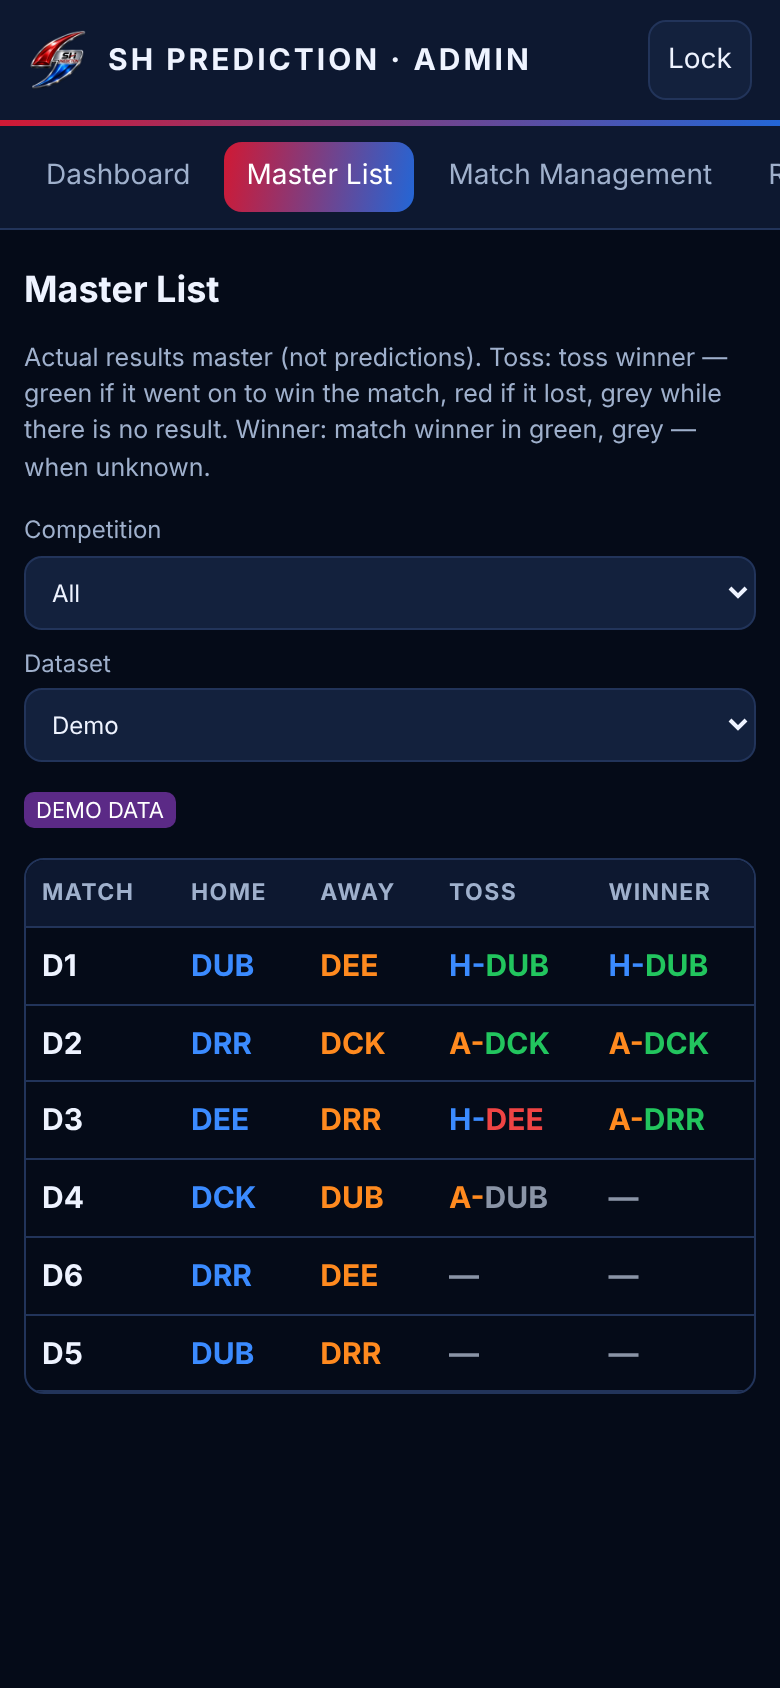 SH
SH PREDICTION · ADMIN
Lock
Dashboard
Master List
Match Management
R
Master List
Actual results master (not predictions). Toss: toss winner —
green if it went on to win the match, red if it lost, grey while
there is no result. Winner: match winner in green, grey —
when unknown.
Competition
All
Dataset
Demo
DEMO DATA
MATCH HOME AWAY TOSS WINNER
D1 DUB DEE H-DUB H-DUB
D2 DRR DCK A-DCK A-DCK
D3 DEE DRR H-DEE A-DRR
D4 DCK DUB A-DUB —
D6 DRR DEE — —
D5 DUB DRR — —